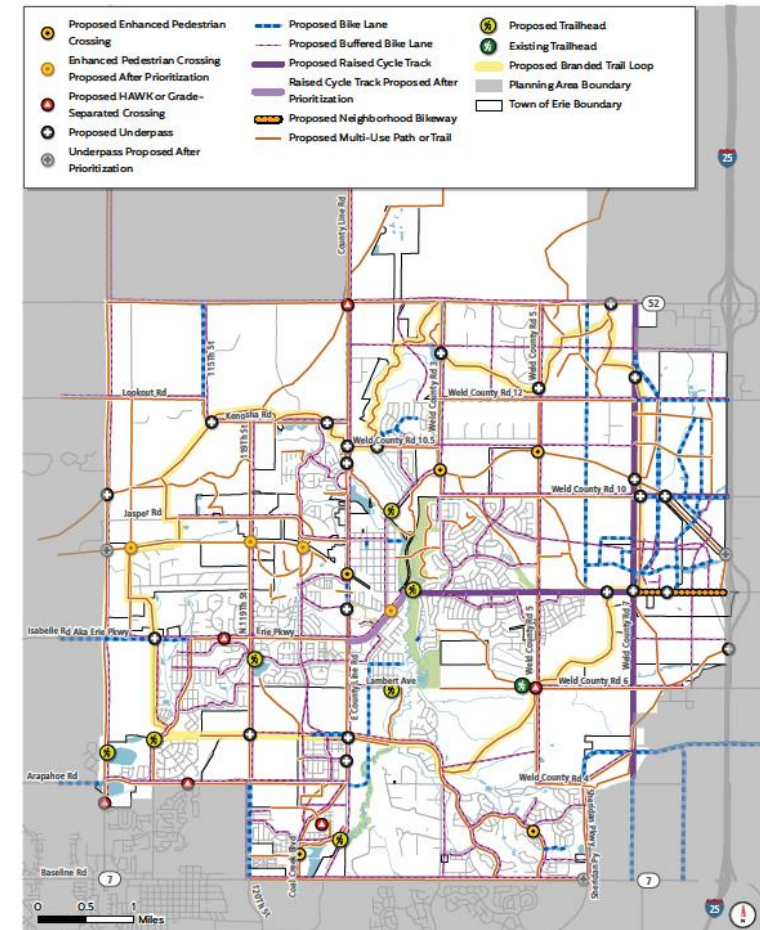 Proposed Enhanced Pedestrian
Crossing
Enhanced Pedestrian Crossing
Proposed After Prioritization
Proposed HAWK or Grade-
Separated Crossing
Proposed Underpass
Underpass Proposed After
Prioritization
Proposed Bike Lane
Proposed Buffered Bike Lane
Proposed Raised Cycle Track
Raised Cycle Track Proposed After
Prioritization
Proposed Neighborhood Bikeway
Proposed Multi-Use Path or Trail
Proposed Trailhead
Existing Trailhead
Proposed Branded Trail Loop
Planning Area Boundary
Town of Erie Boundary
25
County Line Rd
52
115Th St
Weld County Rd 5
Weld County Rd 3
Lookout Rd
Weld County Rd 12
Kenosha Rd
119Th St
Weld County Rd 10.5
Weld County Rd 10
Jasper Rd
N 119Th St
Isabelle Rd Aka Erie Pkwy
Erie Pkwy
Weld County Rd 5
Weld County Rd 7
E County Line Rd
Lambert Ave
Weld County Rd 6
Arapahoe Rd
Weld County Rd 4
Sheridan Pkwy
Coal Creek Blvd
Baseline Rd
7
120Th St
Sheridan Py
7
25
0 0.5 1
Miles